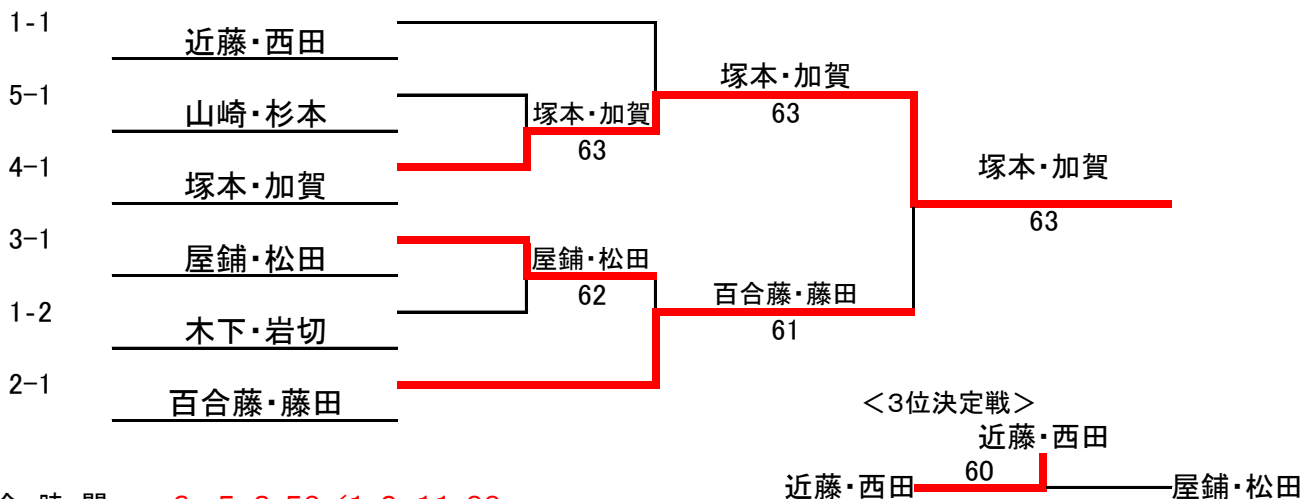 1-1
近藤・西田
5-1
山崎・杉本
4-1
塚本・加賀
3-1
屋鋪・松田
1-2
木下・岩切
2-1
百合藤・藤田
塚本・加賀
63
屋鋪・松田
62
塚本・加賀
63
百合藤・藤田
61
塚本・加賀
63
<3位決定戦>
近藤・西田
60
近藤・西田
屋鋪・松田